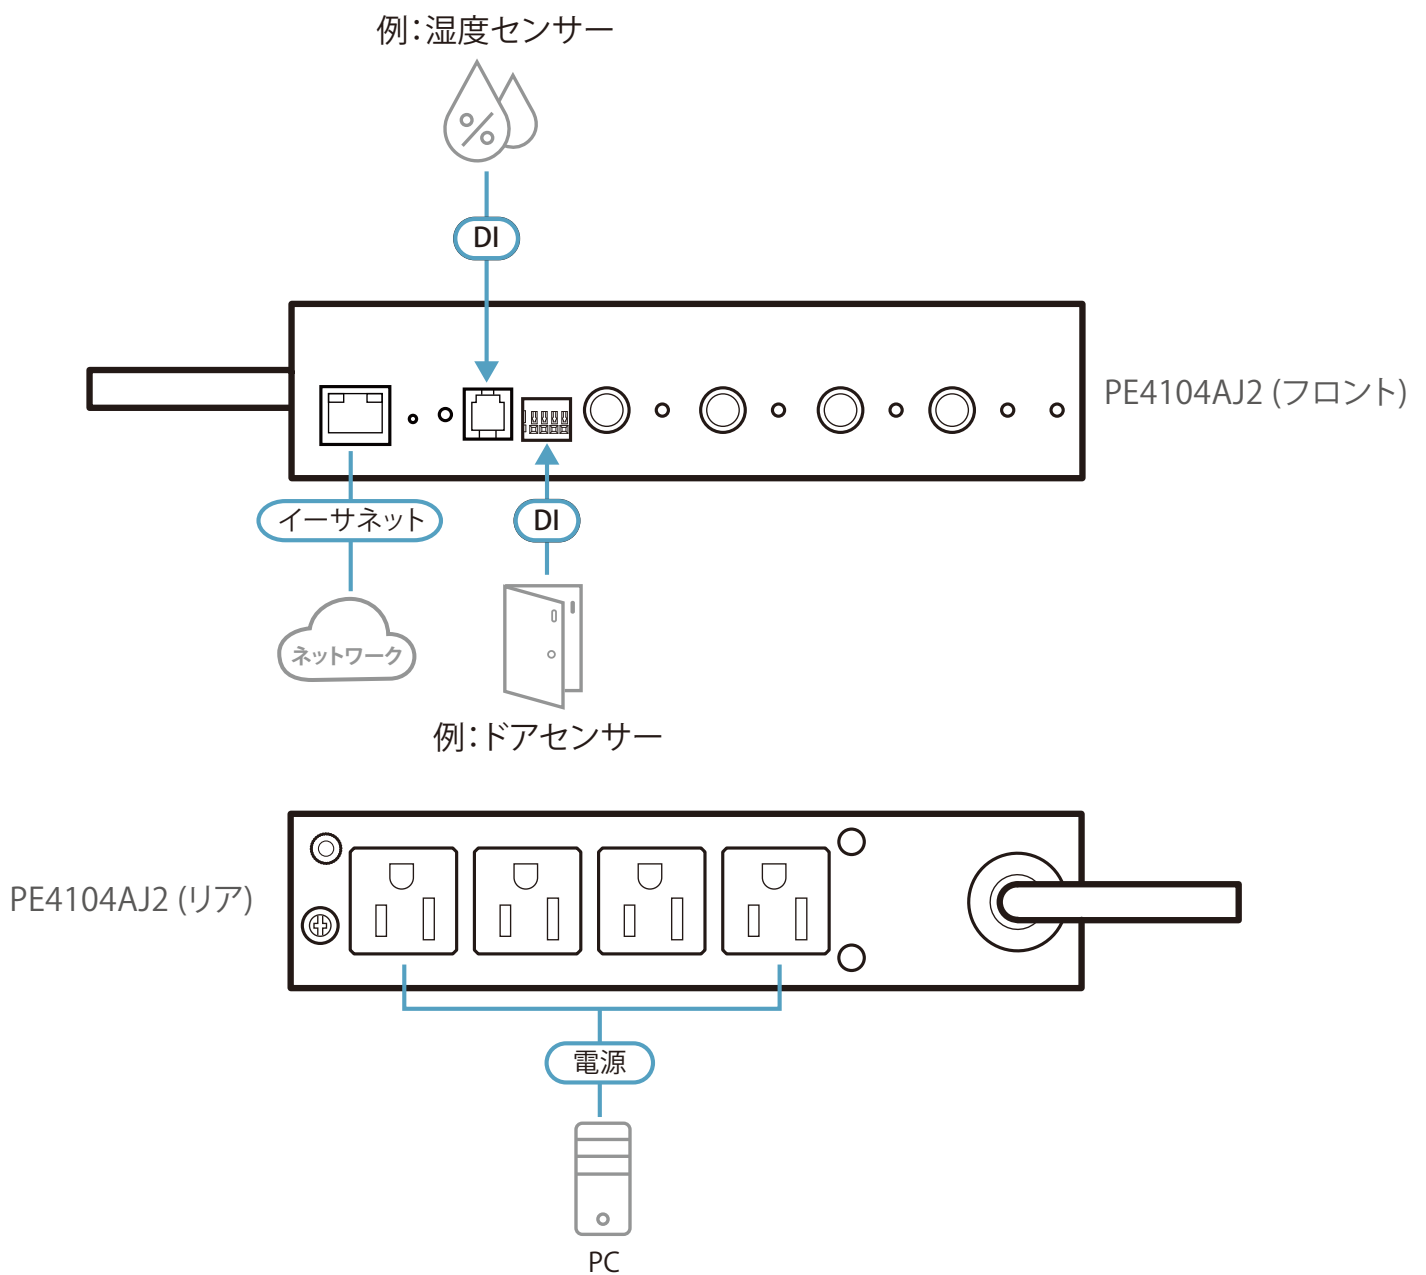 例：湿度センサー
DI
PE4104AJ2 (フロント)
イーサネット
DI
ネットワーク
例：ドアセンサー
PE4104AJ2 (リア)
電源
PC